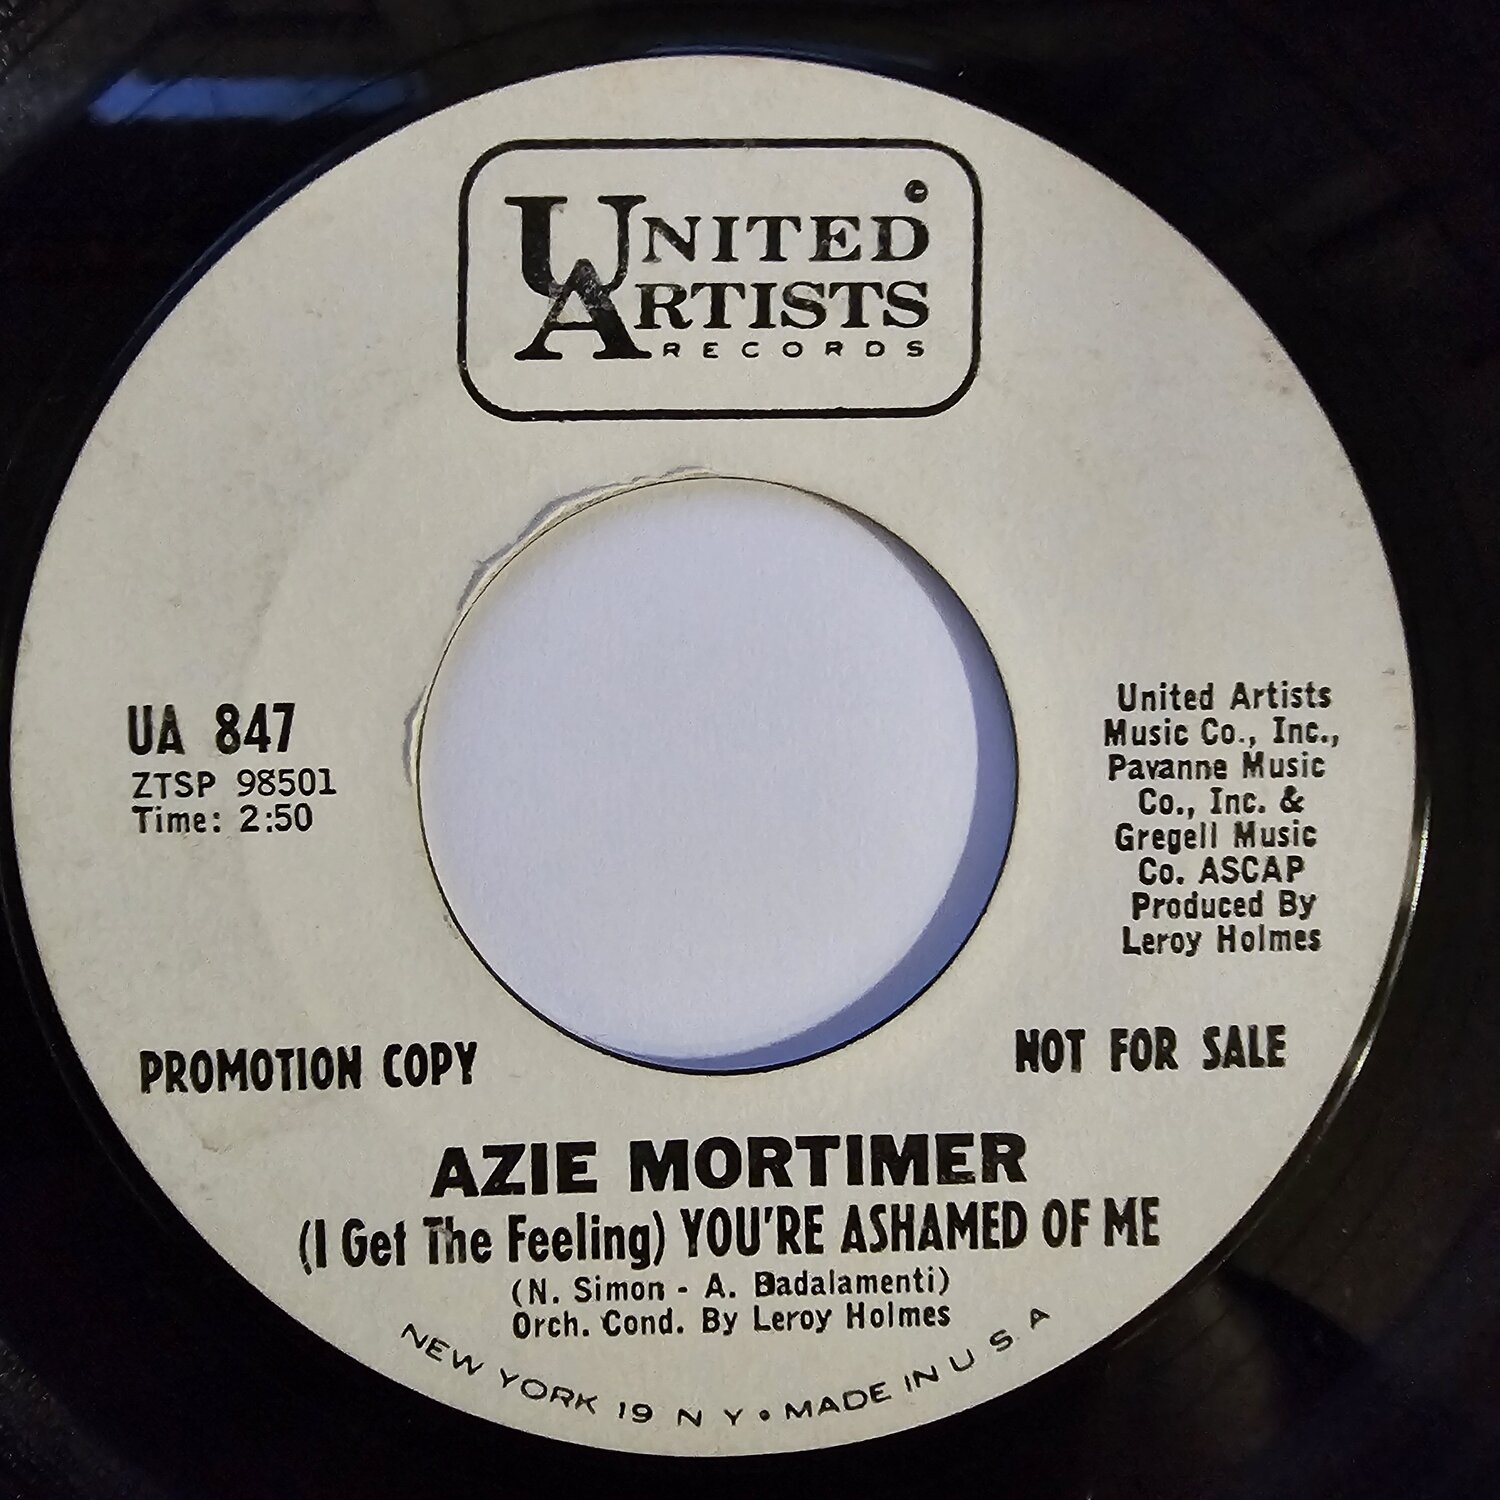 UNITED ©
ARTISTS
RECORDS
UA 847
ZTSP 98501
Time: 2:50
United Artists
Music Co., Inc.,
Pavanne Music
Co., Inc. &
Gregell Music
Co. ASCAP
Produced By
Leroy Holmes
PROMOTION COPY
NOT FOR SALE
AZIE MORTIMER
(I Get The Feeling) YOU'RE ASHAMED OF ME
(N. Simon - A. Badalamenti)
Orch. Cond. By Leroy Holmes
NEW YORK 19 N Y • MADE IN U S A